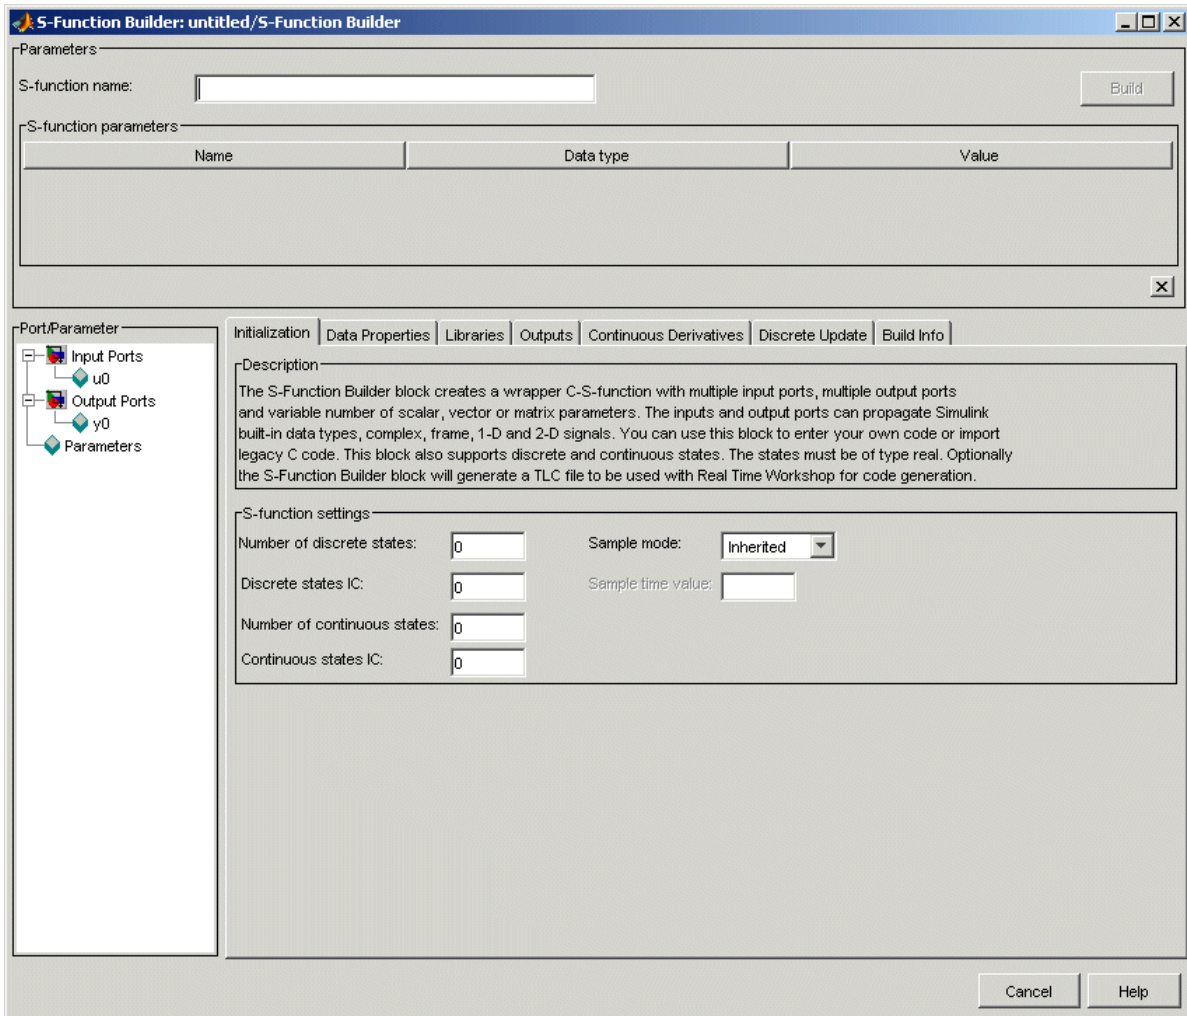 S-Function Builder: untitled/S-Function Builder
Parameters
S-function name:
Build
S-function parameters
Name Data type Value
Port/Parameter
Input Ports
u0
Output Ports
y0
Parameters
Initialization Data Properties Libraries Outputs Continuous Derivatives Discrete Update Build Info
Description
The S-Function Builder block creates a wrapper C-S-function with multiple input ports, multiple output ports
and variable number of scalar, vector or matrix parameters. The inputs and output ports can propagate Simulink
built-in data types, complex, frame, 1-D and 2-D signals. You can use this block to enter your own code or import
legacy C code. This block also supports discrete and continuous states. The states must be of type real. Optionally
the S-Function Builder block will generate a TLC file to be used with Real Time Workshop for code generation.
S-function settings
Number of discrete states: 0 Sample mode: Inherited
Discrete states IC: 0 Sample time value:
Number of continuous states: 0
Continuous states IC: 0
Cancel Help